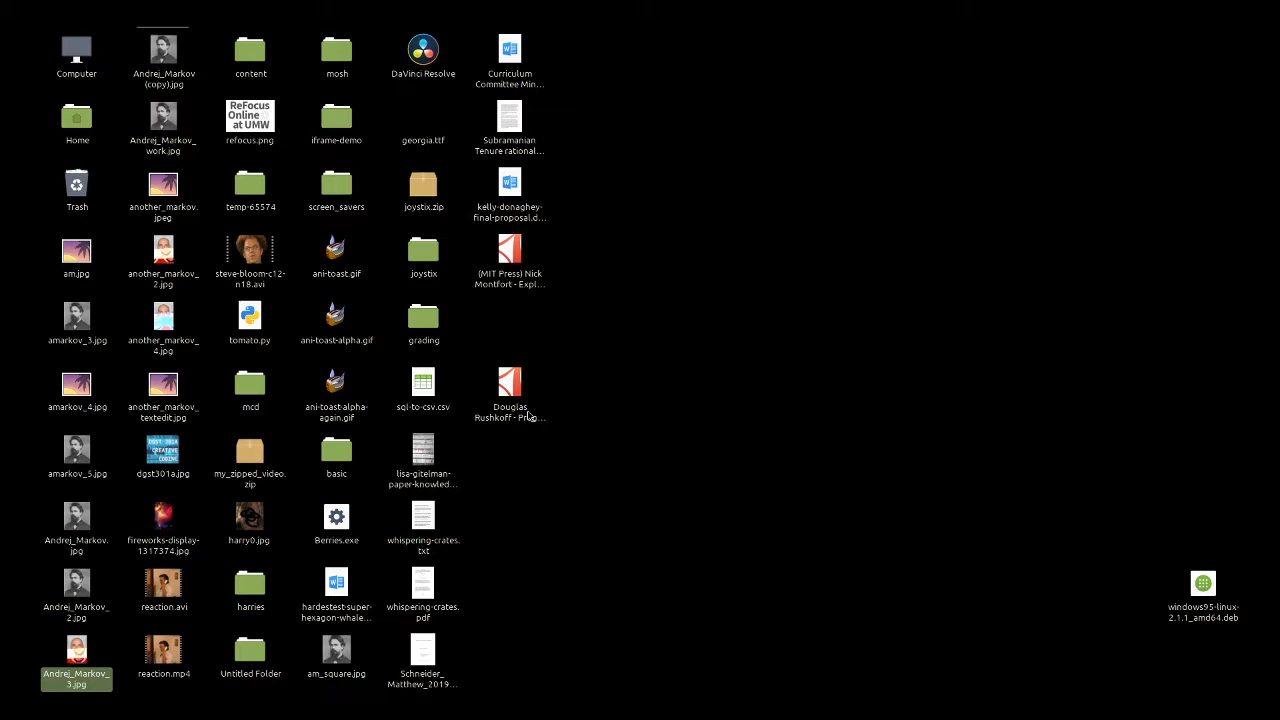 Computer
Home
Trash
am.jpg
amarkov_3.jpg
amarkov_4.jpg
amarkov_5.jpg
Andrej_Markov.
jpg
Andrej_Markov_
2.jpg
Andrej_Markov_
3.jpg
Andrej_Markov
(copy).jpg
Andrej_Markov_
work.jpg
another_markov.
jpeg
another_markov_
2.jpg
another_markov_
4.jpg
another_markov_
textedit.jpg
DGST 301A
CREATIVE
CODING
dgst301a.jpg
fireworks-display-
1317374.jpg
reaction.avi
reaction.mp4
content
ReFocus
Online
at UMW
refocus.png
temp-65574
steve-bloom-c12-
n18.avi
tomato.py
mcd
my_zipped_video.
zip
harry0.jpg
harries
Untitled Folder
mosh
iframe-demo
screen_savers
ani-toast.gif
ani-toast-alpha.gif
ani-toast-alpha-
again.gif
basic
Berries.exe
hardestest-super-
hexagon-whale...
am_square.jpg
DaVinci Resolve
georgia.ttf
joystix.zip
joystix
grading
sql-to-csv.csv
lisa-gitelman-
paper-knowled...
whispering-crates.
txt
whispering-crates.
pdf
Schneider_
Matthew_2019...
Curriculum
Committee Min...
Subramanian
Tenure rational...
kelly-donaghey-
final-proposal.d...
(MIT Press) Nick
Montfort - Expl...
Douglas
Rushkoff - Prog...
windows95-linux-
2.1.1_amd64.deb